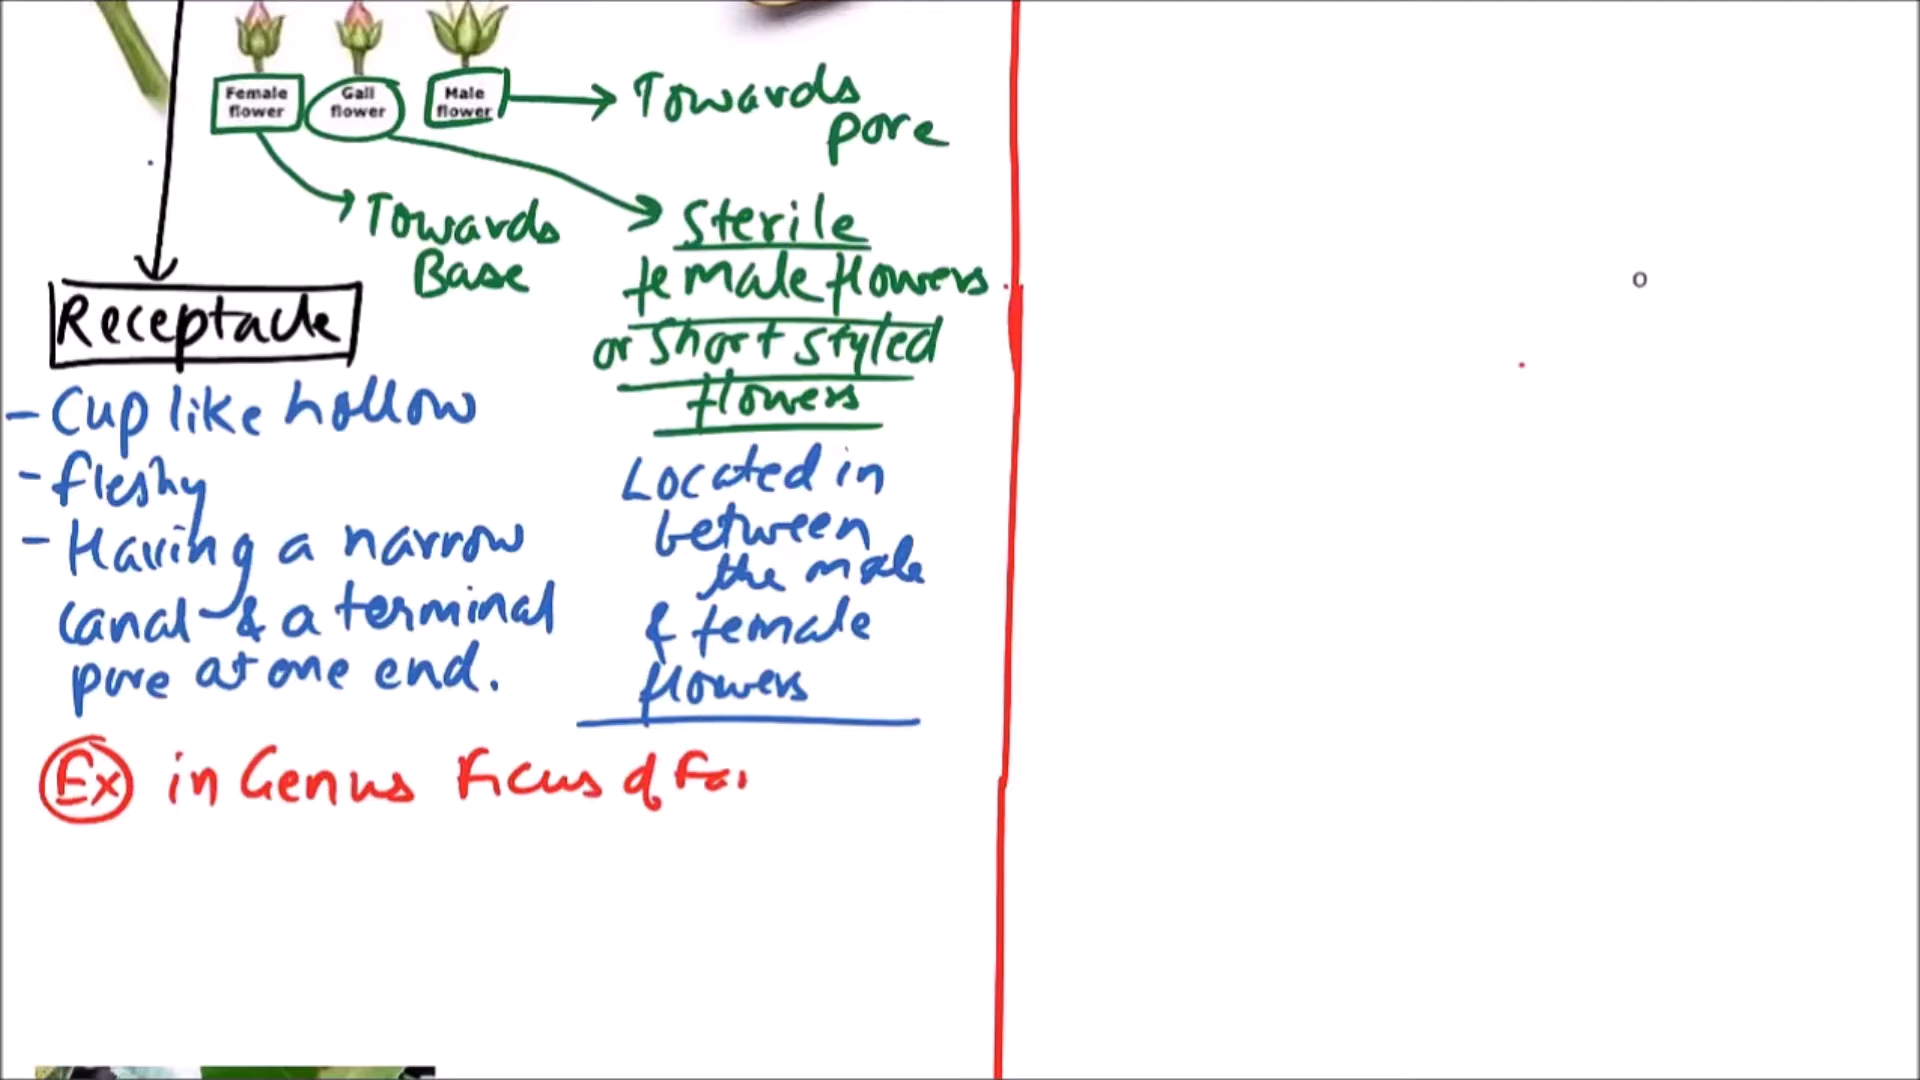 Female
flower
Gall
flower
Male
flower
Towards
pore
Towards
Base
Sterile
female flowers
or short styled
flowers
Located in
between
the male
& female
flowers
Receptacle
- Cup like hollow
- fleshy
- Having a narrow
canal & a terminal
pore at one end.
Ex in Genus Ficus of Fa